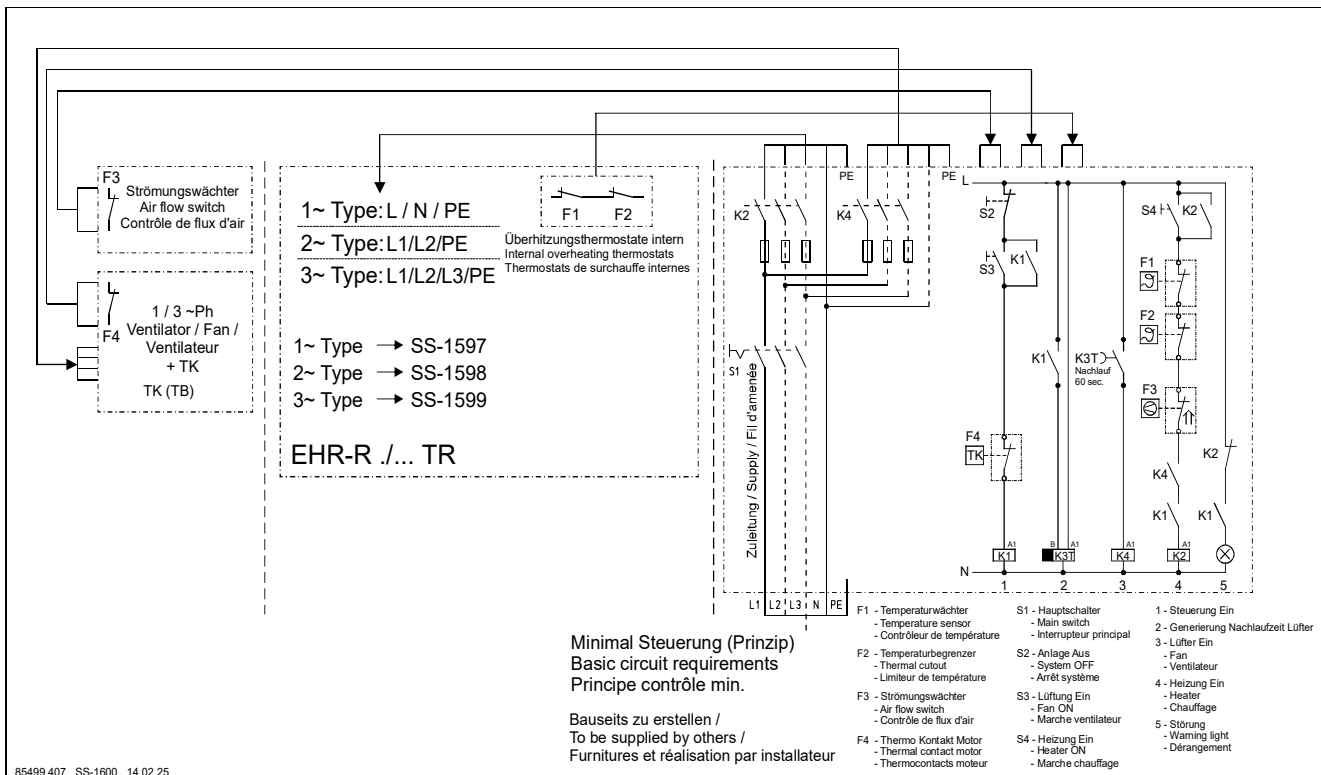 F3
Strömungswächter
Air flow switch
Contrôle de flux d'air
F4
1 / 3 ~Ph
Ventilator / Fan /
Ventilateur
+ TK
TK (TB)
1~ Type: L / N / PE
2~ Type: L1/L2/PE
3~ Type: L1/L2/L3/PE
F1 F2
Überhitzungsthermostate intern
Internal overheating thermostats
Thermostats de surchauffe internes
1~ Type → SS-1597
2~ Type → SS-1598
3~ Type → SS-1599
EHR-R ./... TR
PE
PE
K2
K4
S1
Zuleitung / Supply / Fil d'amenée
L1 L2 L3 N PE
L
S2
S3
K1
F4
TK
K1
K3T
Nachlauf
60 sec.
S4
K2
F1
F2
F3
K4
K1
K2
K1
A1
K1
B A1
K3T
A1
K4
A1
K2
N
1 2 3 4 5
Minimal Steuerung (Prinzip)
Basic circuit requirements
Principe contrôle min.
Bauseits zu erstellen /
To be supplied by others /
Furnitures et réalisation par installateur
F1 - Temperaturwächter
- Temperature sensor
- Contrôleur de température
F2 - Temperaturbegrenzer
- Thermal cutout
- Limiteur de température
F3 - Strömungswächter
- Air flow switch
- Contrôle de flux d'air
F4 - Thermo Kontakt Motor
- Thermal contact motor
- Thermocontacts moteur
S1 - Hauptschalter
- Main switch
- Interrupteur principal
S2 - Anlage Aus
- System OFF
- Arrêt système
S3 - Lüftung Ein
- Fan ON
- Marche ventilateur
S4 - Heizung Ein
- Heater ON
- Marche chauffage
1 - Steuerung Ein
2 - Generierung Nachlaufzeit Lüfter
3 - Lüfter Ein
- Fan
- Ventilateur
4 - Heizung Ein
- Heater
- Chauffage
5 - Störung
- Warning light
- Dérangement
85499 407 SS-1600 14.02.25